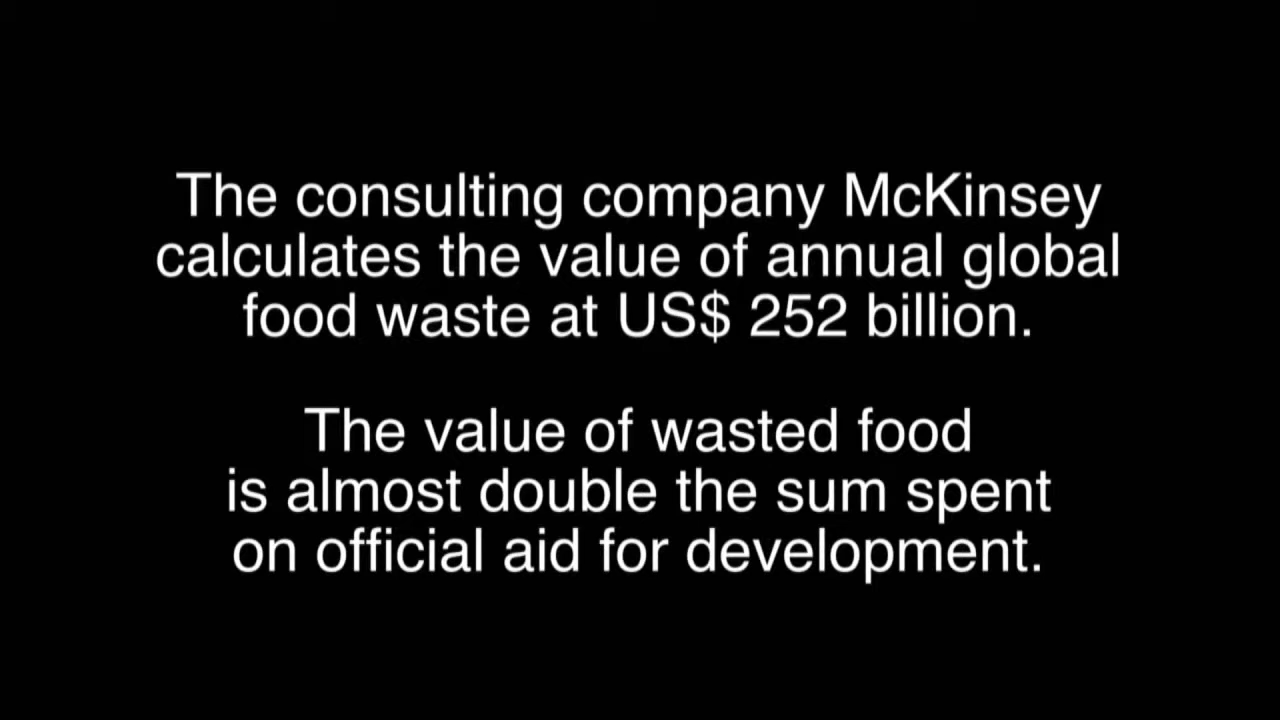 The consulting company McKinsey
calculates the value of annual global
food waste at US$ 252 billion.
The value of wasted food
is almost double the sum spent
on official aid for development.